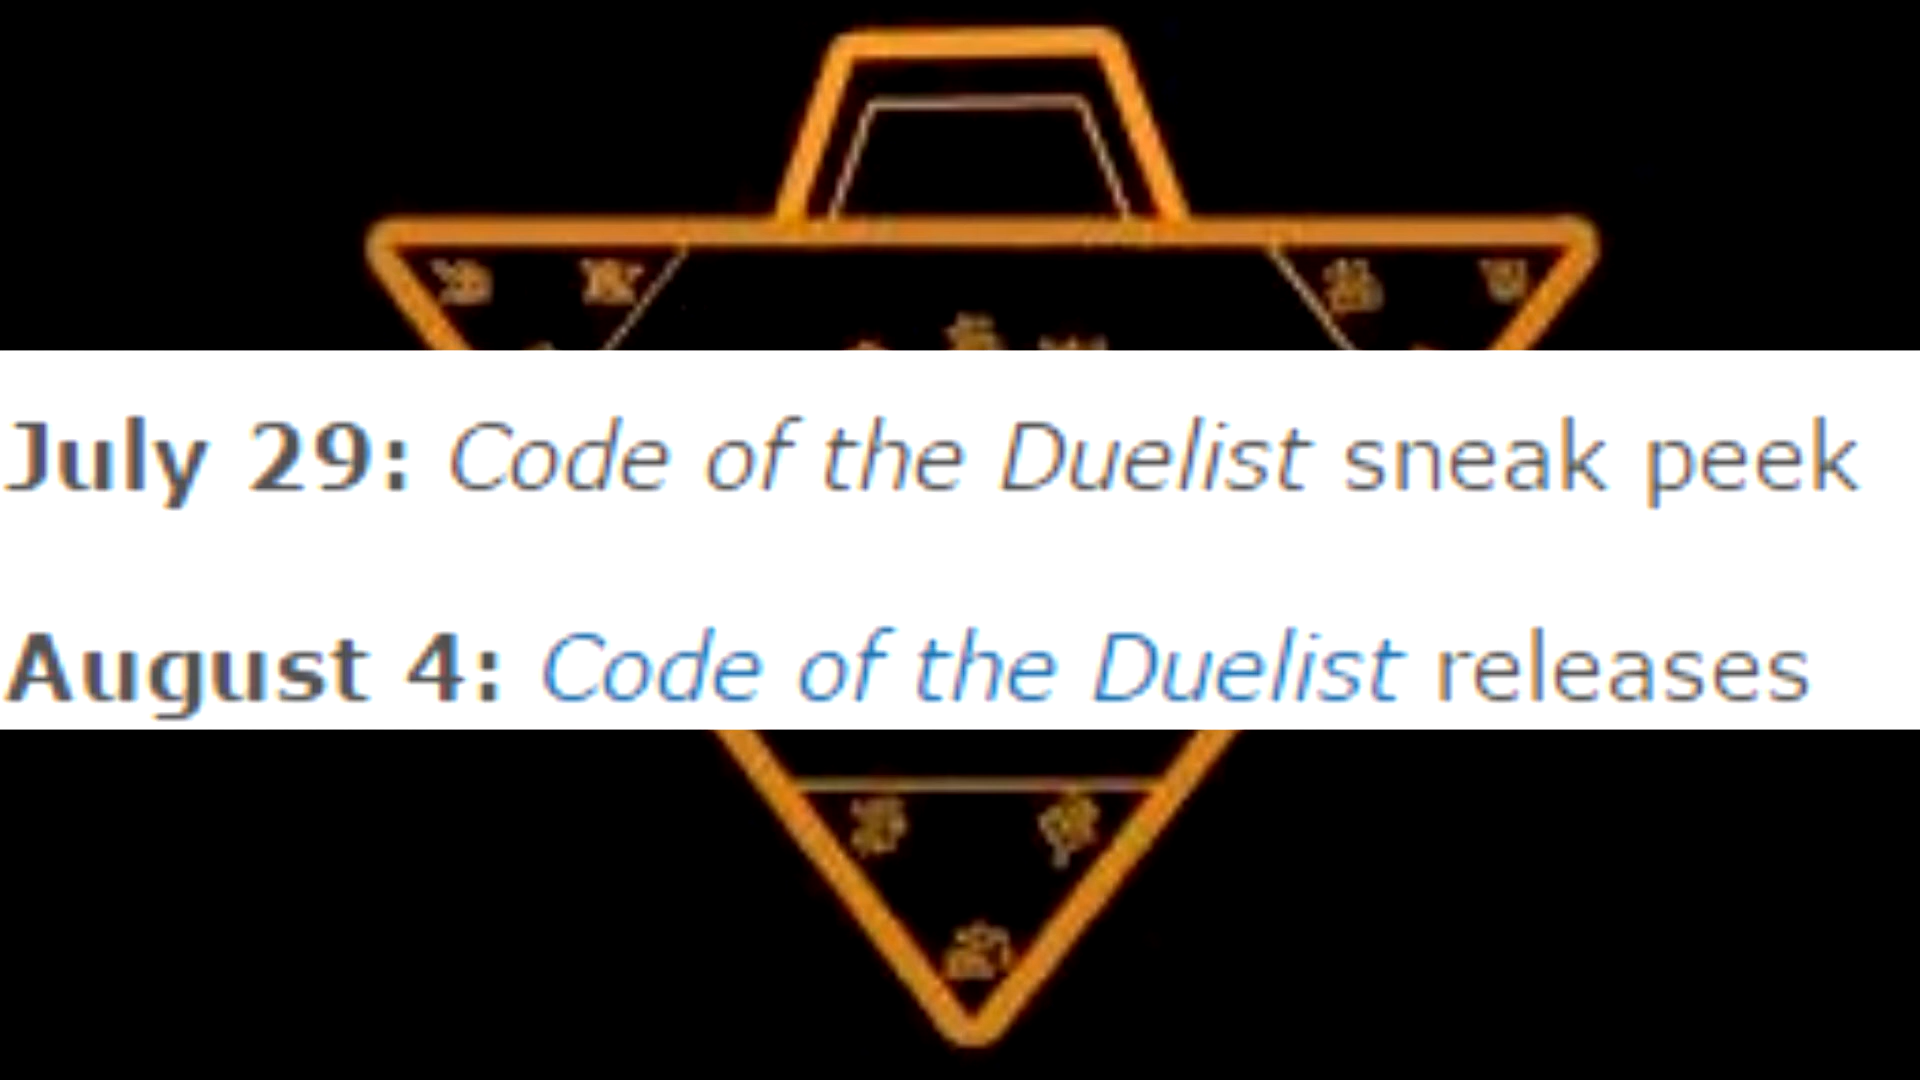 July 29: Code of the Duelist sneak peek
August 4: Code of the Duelist releases